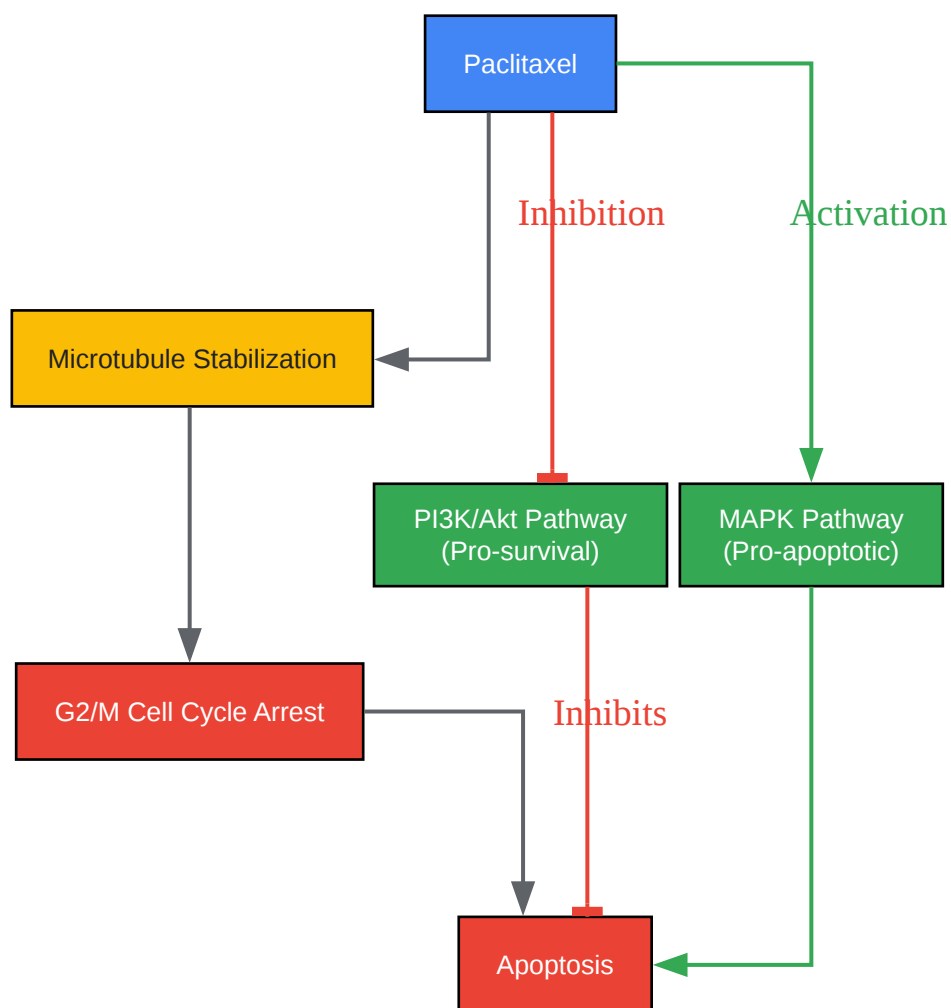 Paclitaxel
Inhibition
Activation
Microtubule Stabilization
PI3K/Akt Pathway
(Pro-survival)
MAPK Pathway
(Pro-apoptotic)
G2/M Cell Cycle Arrest
Inhibits
Apoptosis